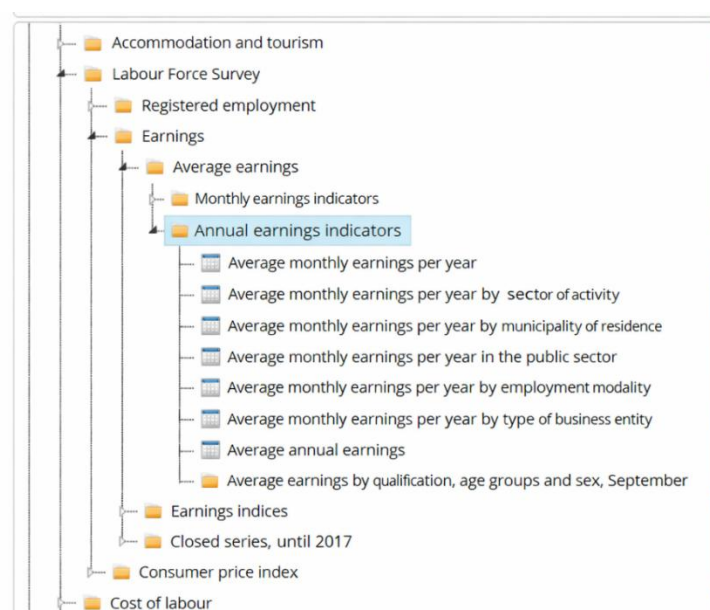 Accommodation and tourism
Labour Force Survey
Registered employment
Earnings
Average earnings
Monthly earnings indicators
Annual earnings indicators
Average monthly earnings per year
Average monthly earnings per year by sector of activity
Average monthly earnings per year by municipality of residence
Average monthly earnings per year in the public sector
Average monthly earnings per year by employment modality
Average monthly earnings per year by type of business entity
Average annual earnings
Average earnings by qualification, age groups and sex, September
Earnings indices
Closed series, until 2017
Consumer price index
Cost of labour